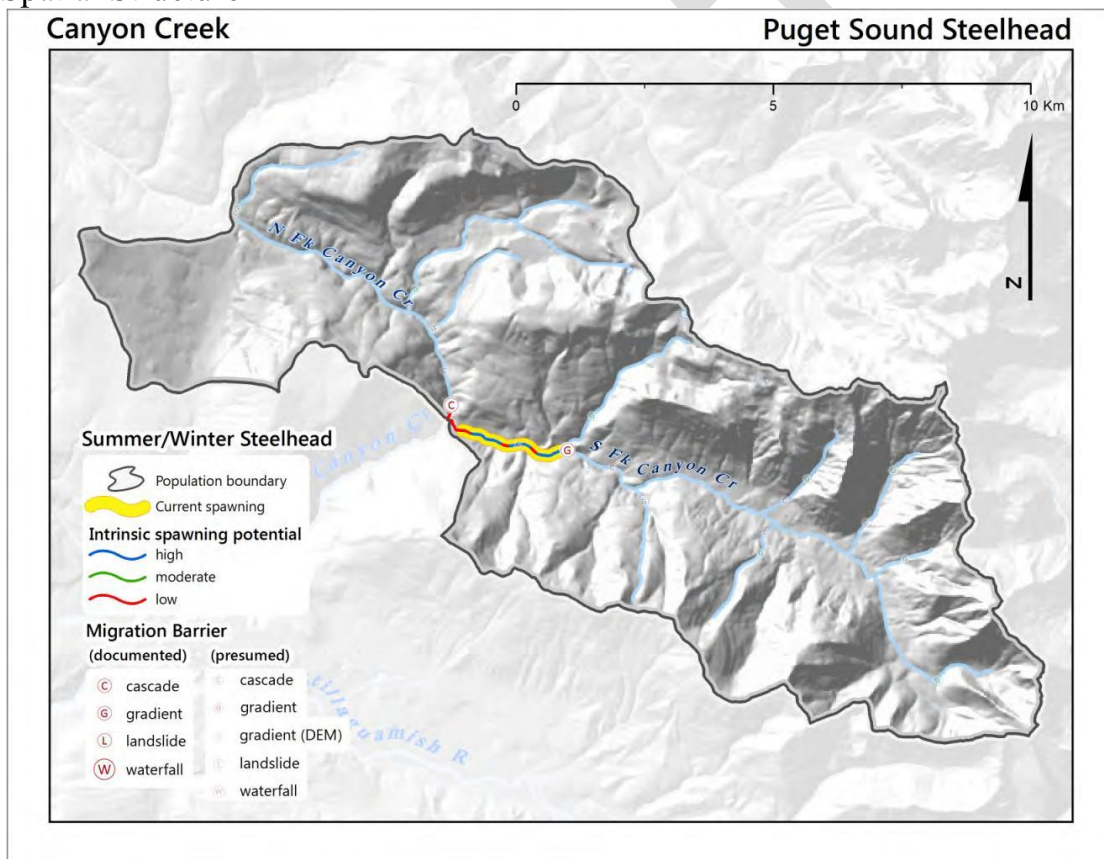 Canyon Creek
Puget Sound Steelhead
0 5 10 Km
N
N Fk Canyon Cr
Canyon Cr
S Fk Canyon Cr
C
G
Summer/Winter Steelhead
Population boundary
Current spawning
Intrinsic spawning potential
high
moderate
low
Migration Barrier
(documented) (presumed)
C cascade
G gradient
L landslide
W waterfall
cascade
gradient
gradient (DEM)
landslide
waterfall
tillaguamish R